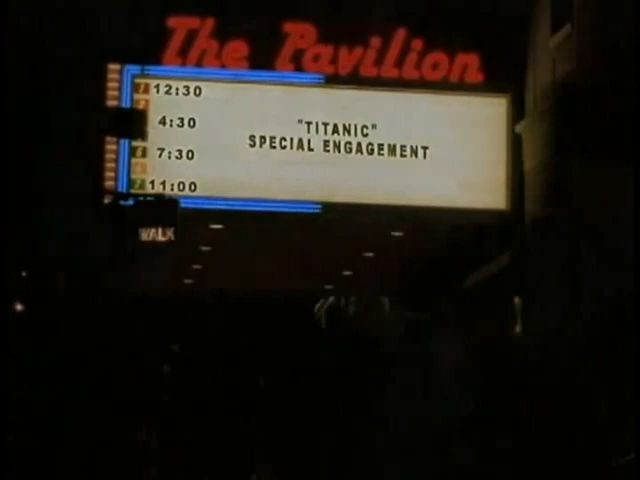 The Pavilion
12:30
4:30
7:30
11:00
"TITANIC"
SPECIAL ENGAGEMENT
WALK